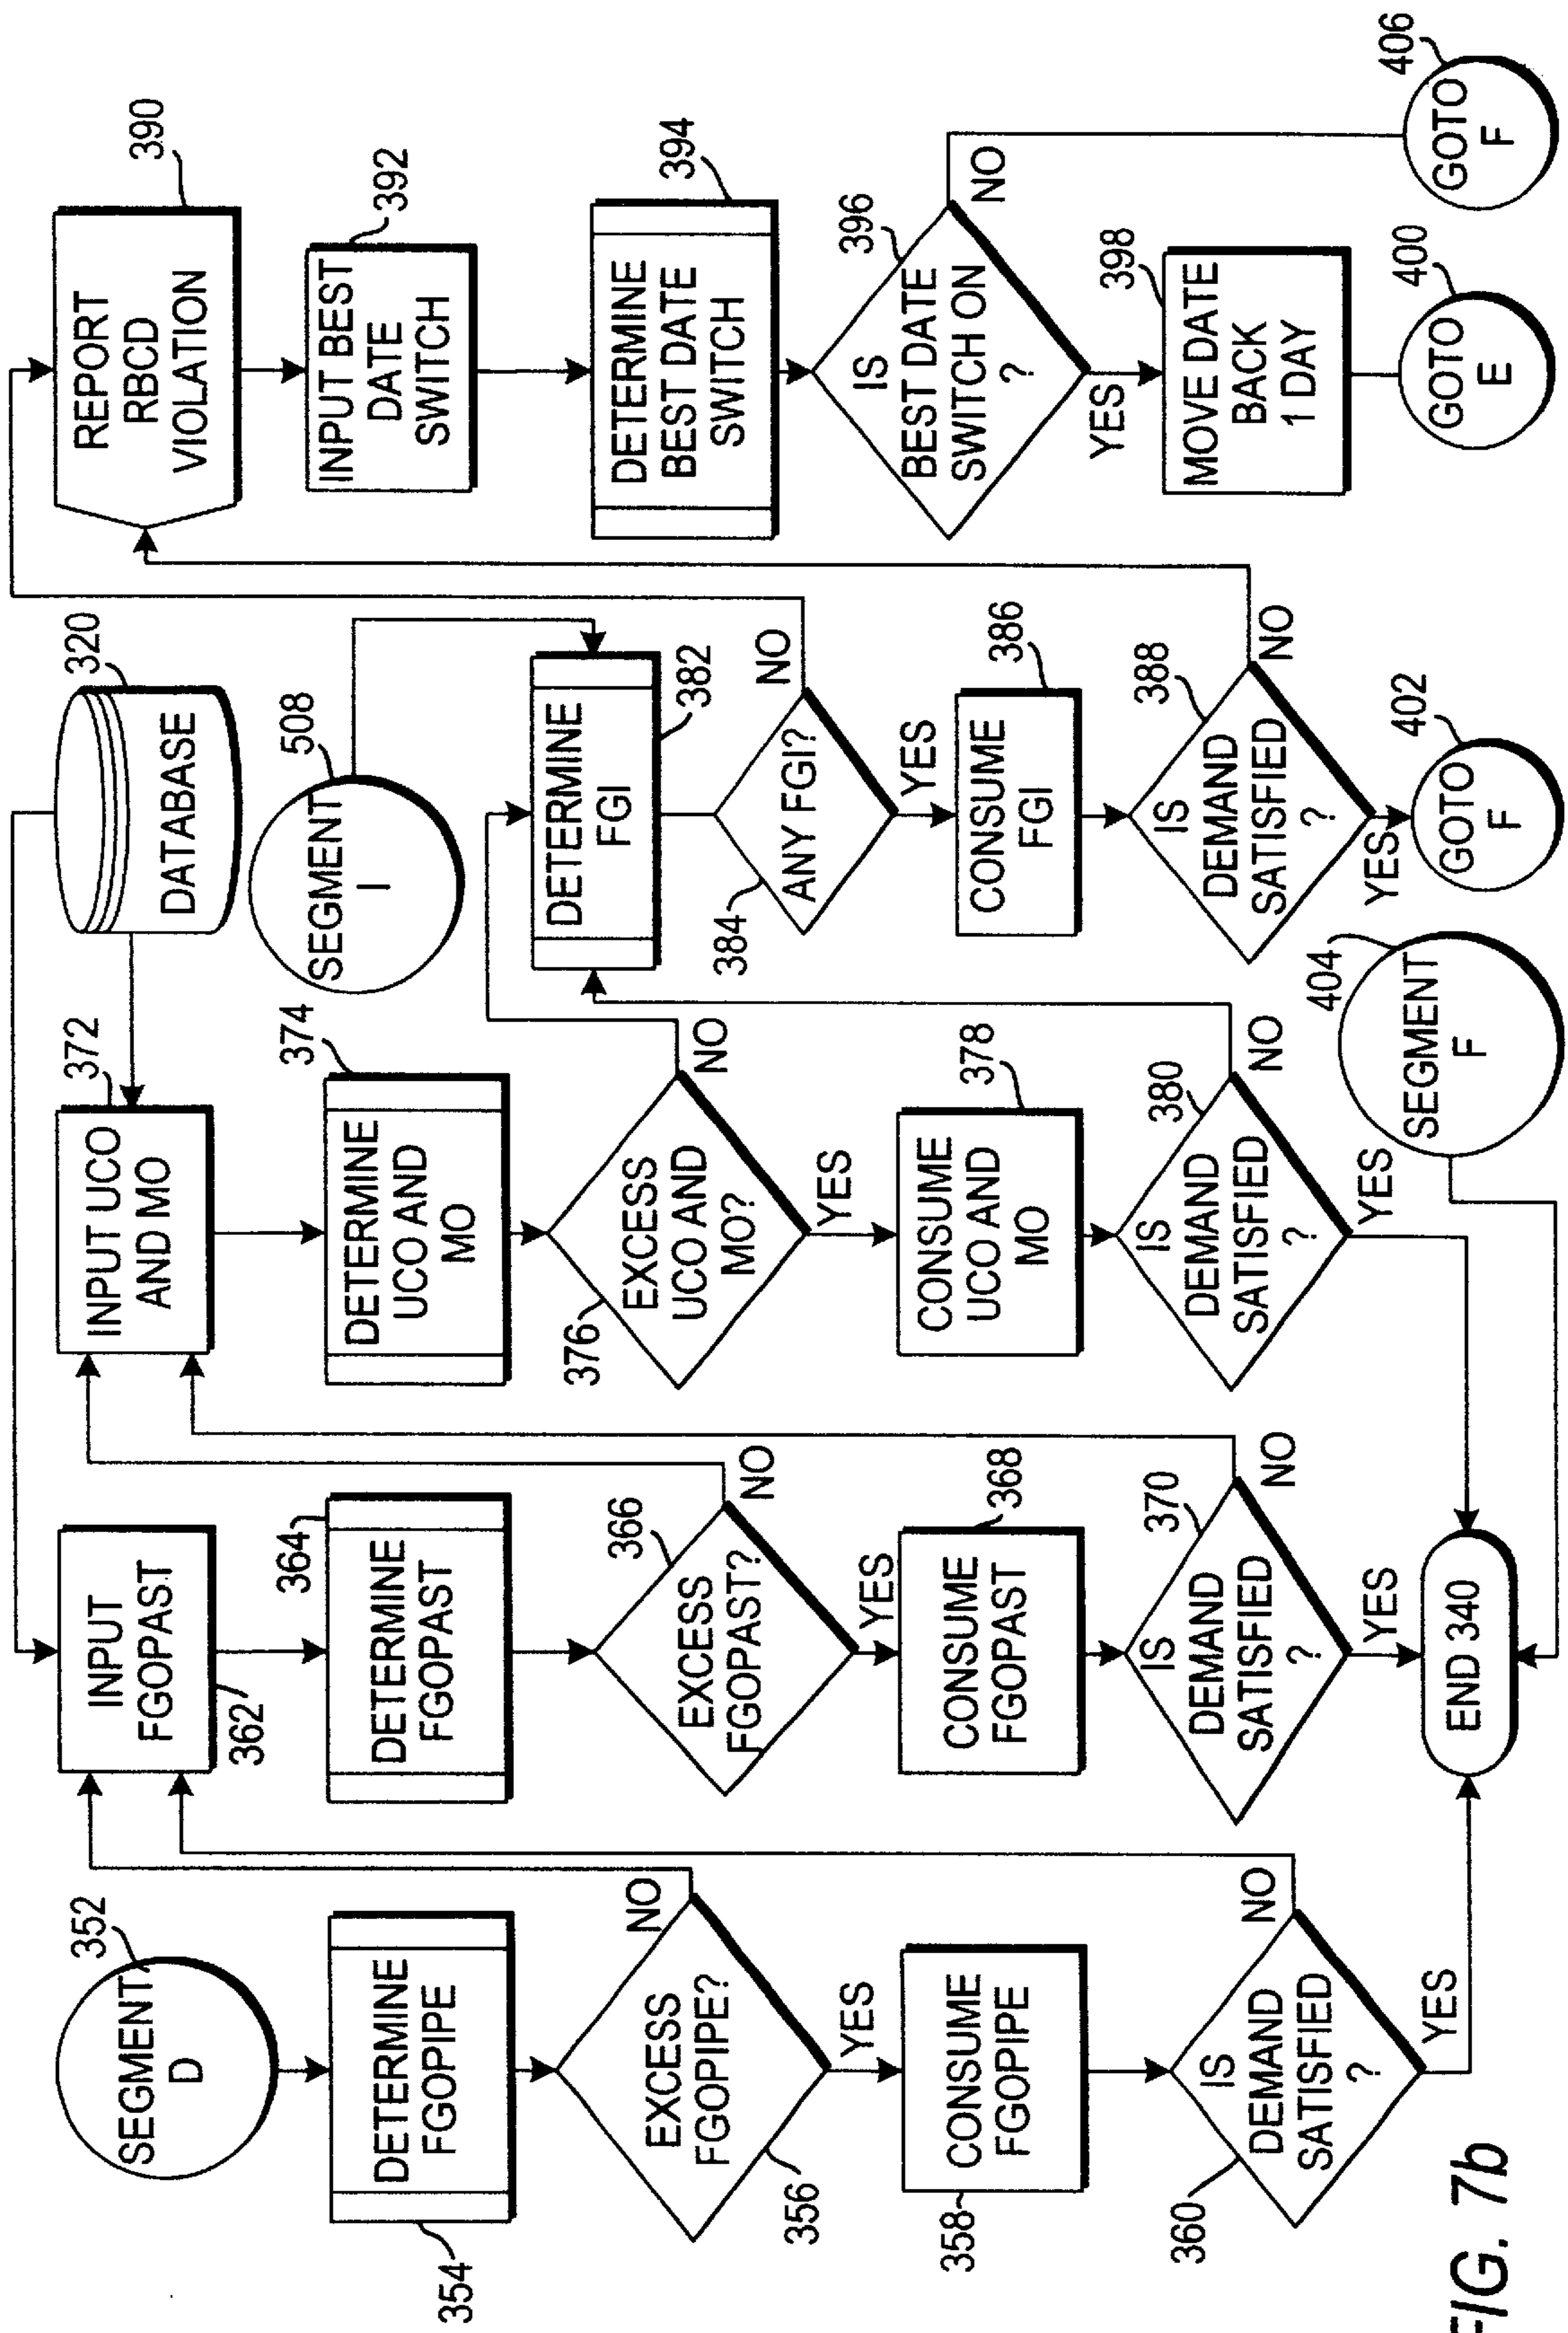 352
SEGMENT
D
DETERMINE
FGOPIPE
354
EXCESS
FGOPIPE?
356
NO
YES
CONSUME
FGOPIPE
358
IS
DEMAND
SATISFIED
?
360
NO
YES
INPUT
FGOPAST
362
364
DETERMINE
FGOPAST
366
EXCESS
FGOPAST?
NO
YES
368
CONSUME
FGOPAST
370
IS
DEMAND
SATISFIED
?
NO
YES
END 340
372
INPUT UCO
AND MO
374
DETERMINE
UCO AND
MO
376
EXCESS
UCO AND
MO?
NO
YES
378
CONSUME
UCO AND
MO
380
IS
DEMAND
SATISFIED
?
NO
YES
404
SEGMENT
F
320
DATABASE
508
SEGMENT
I
DETERMINE
FGI
382
384
ANY FGI?
NO
YES
386
CONSUME
FGI
388
IS
DEMAND
SATISFIED
?
NO
YES
402
GOTO
F
390
REPORT
RBCD
VIOLATION
392
INPUT BEST
DATE
SWITCH
394
DETERMINE
BEST DATE
SWITCH
396
IS
BEST DATE
SWITCH ON
?
NO
YES
398
MOVE DATE
BACK
1 DAY
400
GOTO
E
406
GOTO
F
FIG. 7b